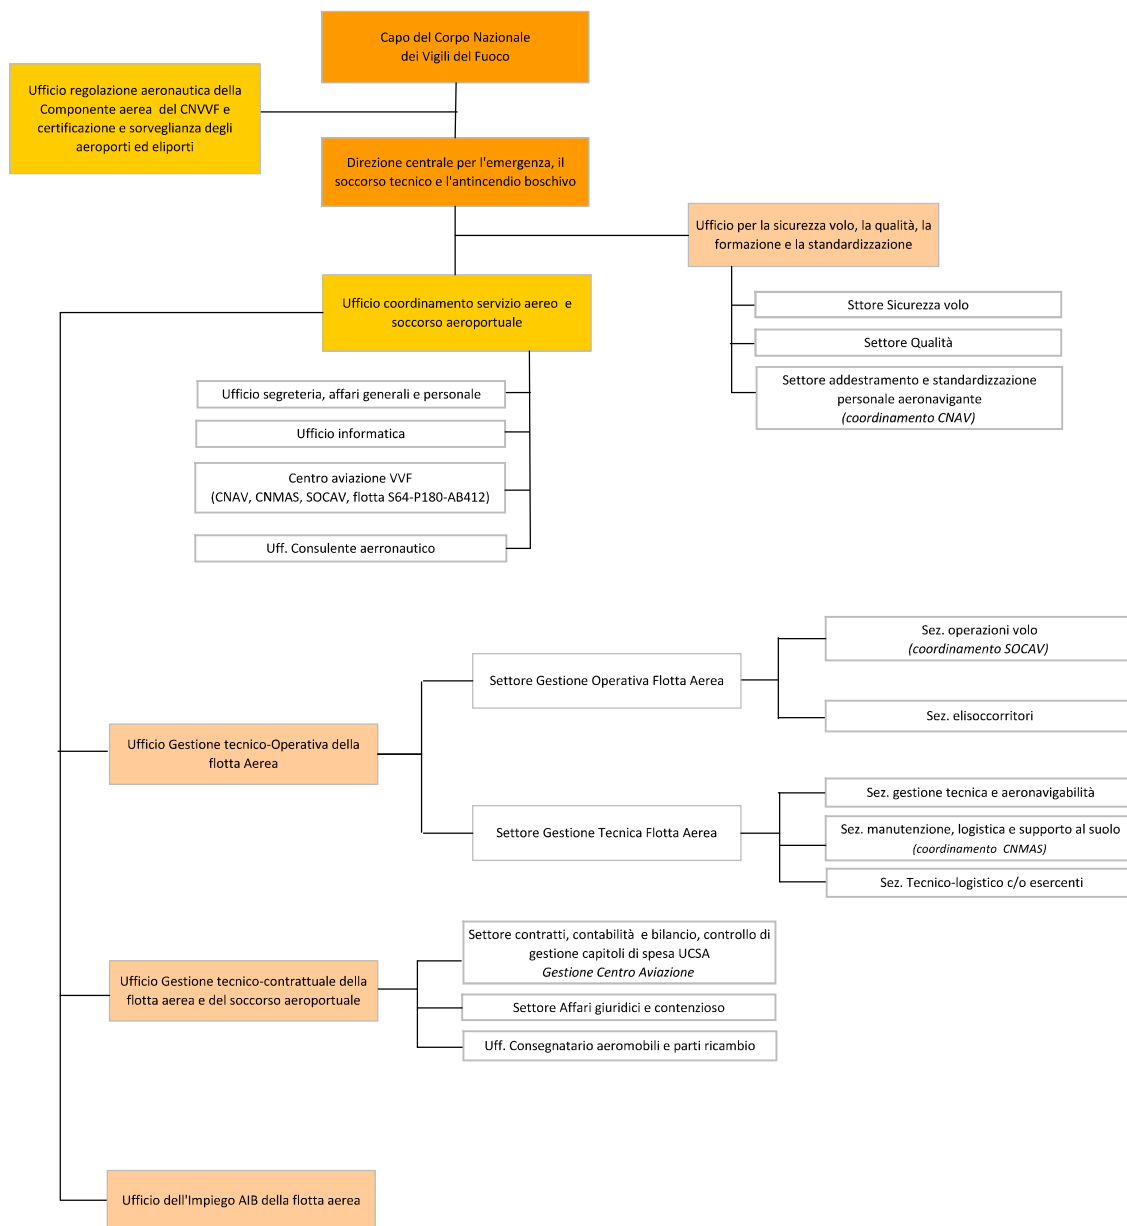 Capo del Corpo Nazionale
dei Vigili del Fuoco
Ufficio regolazione aeronautica della
Componente aerea del CNVVF e
certificazione e sorveglianza degli
aeroporti ed eliporti
Direzione centrale per l'emergenza, il
soccorso tecnico e l'antincendio boschivo
Ufficio per la sicurezza volo, la qualità, la
formazione e la standardizzazione
Sttore Sicurezza volo
Settore Qualità
Settore addestramento e standardizzazione
personale aeronavigante
(coordinamento CNAV)
Ufficio coordinamento servizio aereo e
soccorso aeroportuale
Ufficio segreteria, affari generali e personale
Ufficio informatica
Centro aviazione VVF
(CNAV, CNMAS, SOCAV, flotta S64-P180-AB412)
Uff. Consulente aerronautico
Ufficio Gestione tecnico-Operativa della
flotta Aerea
Settore Gestione Operativa Flotta Aerea
Sez. operazioni volo
(coordinamento SOCAV)
Sez. elisoccorritori
Settore Gestione Tecnica Flotta Aerea
Sez. gestione tecnica e aeronavigabilità
Sez. manutenzione, logistica e supporto al suolo
(coordinamento CNMAS)
Sez. Tecnico-logistico c/o esercenti
Ufficio Gestione tecnico-contrattuale della
flotta aerea e del soccorso aeroportuale
Settore contratti, contabilità e bilancio, controllo di
gestione capitoli di spesa UCSA
Gestione Centro Aviazione
Settore Affari giuridici e contenzioso
Uff. Consegnatario aeromobili e parti ricambio
Ufficio dell'Impiego AIB della flotta aerea